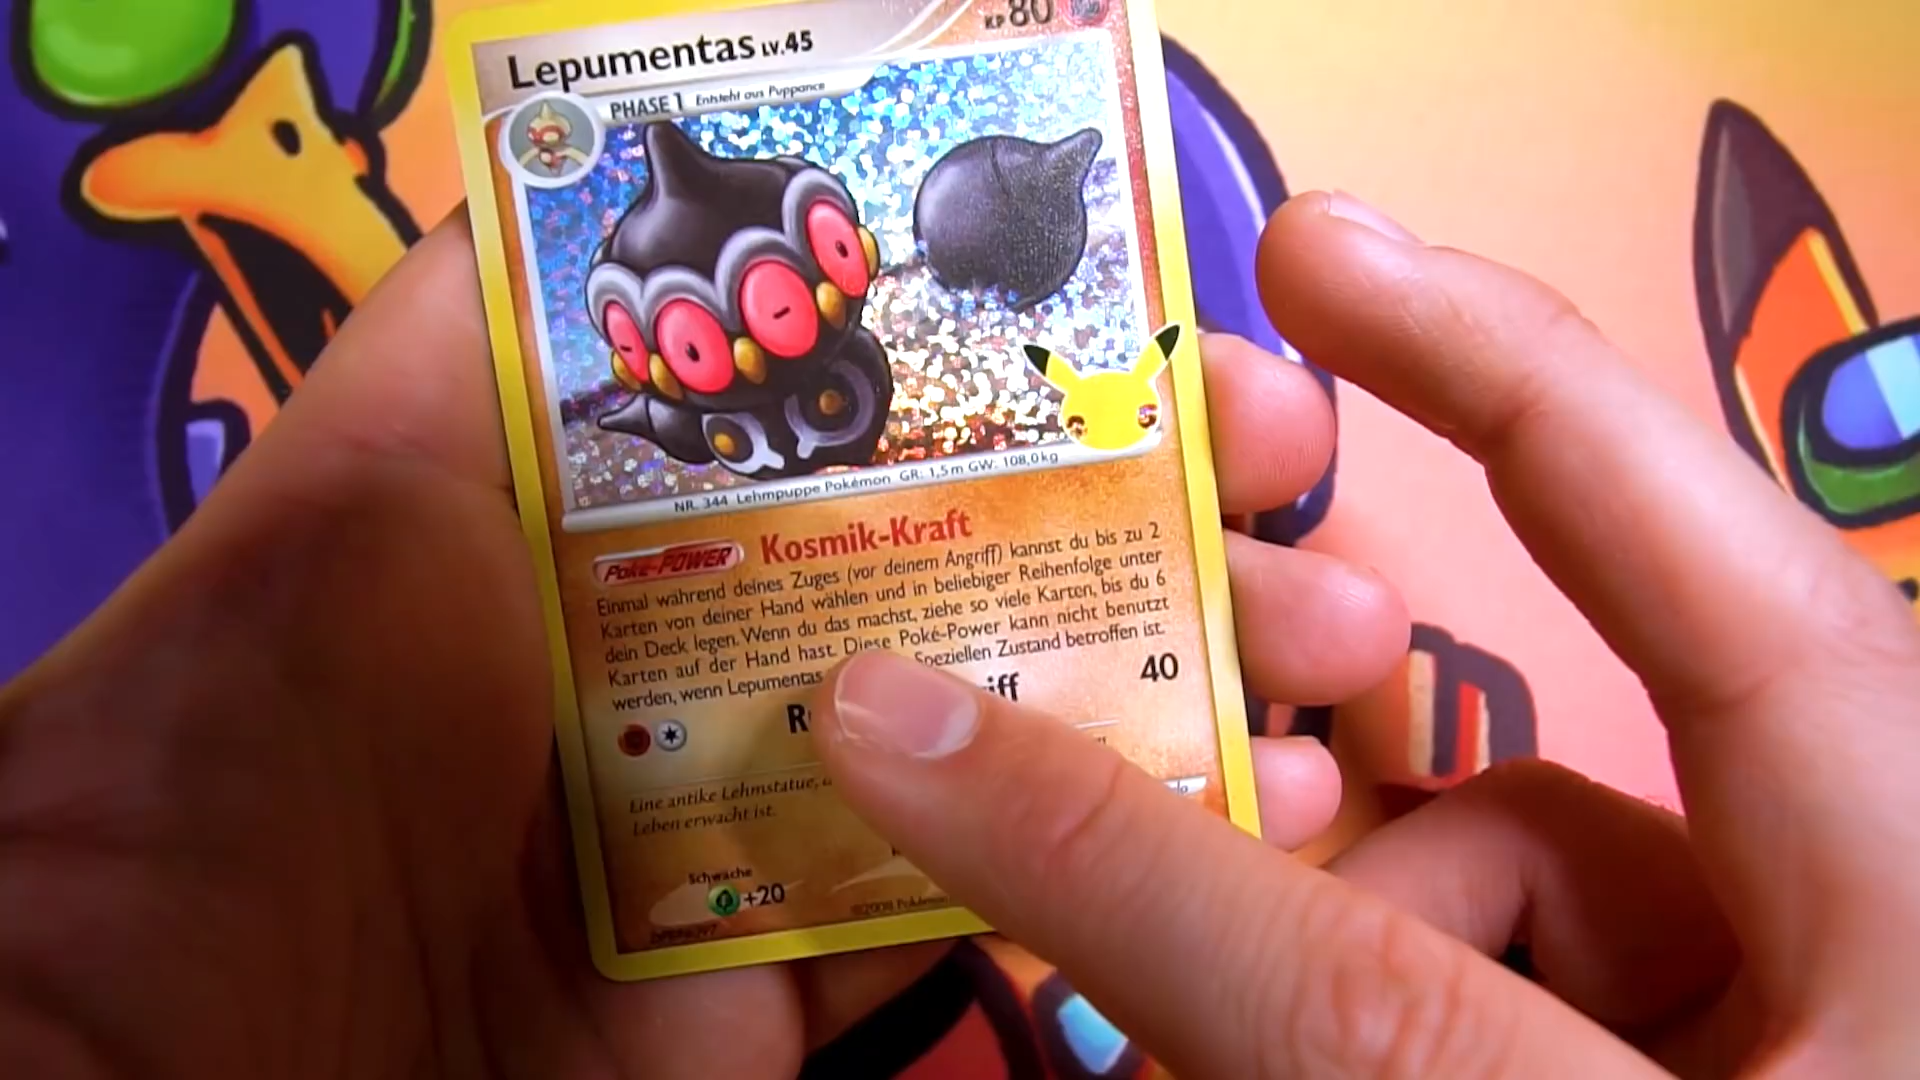 Lepumentas LV.45 KP 80
PHASE 1 Entsteht aus Puppance
NR. 344 Lehmpuppe Pokémon GR: 1,5m GW: 108,0kg
Poké-POWER Kosmik-Kraft
Einmal während deines Zuges (vor deinem Angriff) kannst du bis zu 2
Karten von deiner Hand wählen und in beliebiger Reihenfolge unter
dein Deck legen. Wenn du das machst, ziehe so viele Karten, bis du 6
Karten auf der Hand hast. Diese Poké-Power kann nicht benutzt
werden, wenn Lepumentas Speziellen Zustand betroffen ist.
40
Eine antike Lehmstatue,
Leben erwacht ist.
Schwäche
+20
©2008 Pokémon